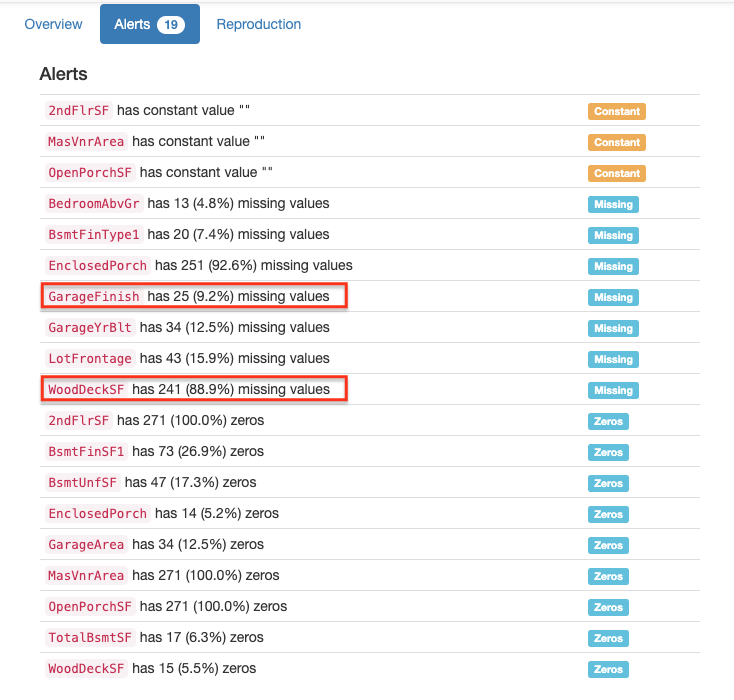 Overview Alerts 19 Reproduction
Alerts
2ndFlrSF has constant value "" Constant
MasVnrArea has constant value "" Constant
OpenPorchSF has constant value "" Constant
BedroomAbvGr has 13 (4.8%) missing values Missing
BsmtFinType1 has 20 (7.4%) missing values Missing
EnclosedPorch has 251 (92.6%) missing values Missing
GarageFinish has 25 (9.2%) missing values Missing
GarageYrBlt has 34 (12.5%) missing values Missing
LotFrontage has 43 (15.9%) missing values Missing
WoodDeckSF has 241 (88.9%) missing values Missing
2ndFlrSF has 271 (100.0%) zeros Zeros
BsmtFinSF1 has 73 (26.9%) zeros Zeros
BsmtUnfSF has 47 (17.3%) zeros Zeros
EnclosedPorch has 14 (5.2%) zeros Zeros
GarageArea has 34 (12.5%) zeros Zeros
MasVnrArea has 271 (100.0%) zeros Zeros
OpenPorchSF has 271 (100.0%) zeros Zeros
TotalBsmtSF has 17 (6.3%) zeros Zeros
WoodDeckSF has 15 (5.5%) zeros Zeros